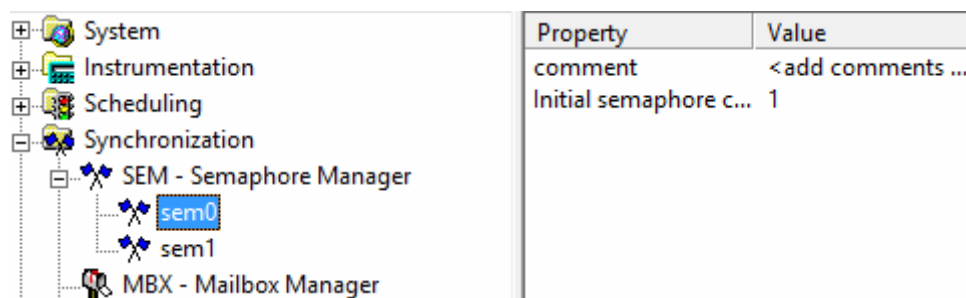 System
Instrumentation
Scheduling
Synchronization
SEM - Semaphore Manager
sem0
sem1
MBX - Mailbox Manager
Property Value
comment <add comments ...
Initial semaphore c... 1